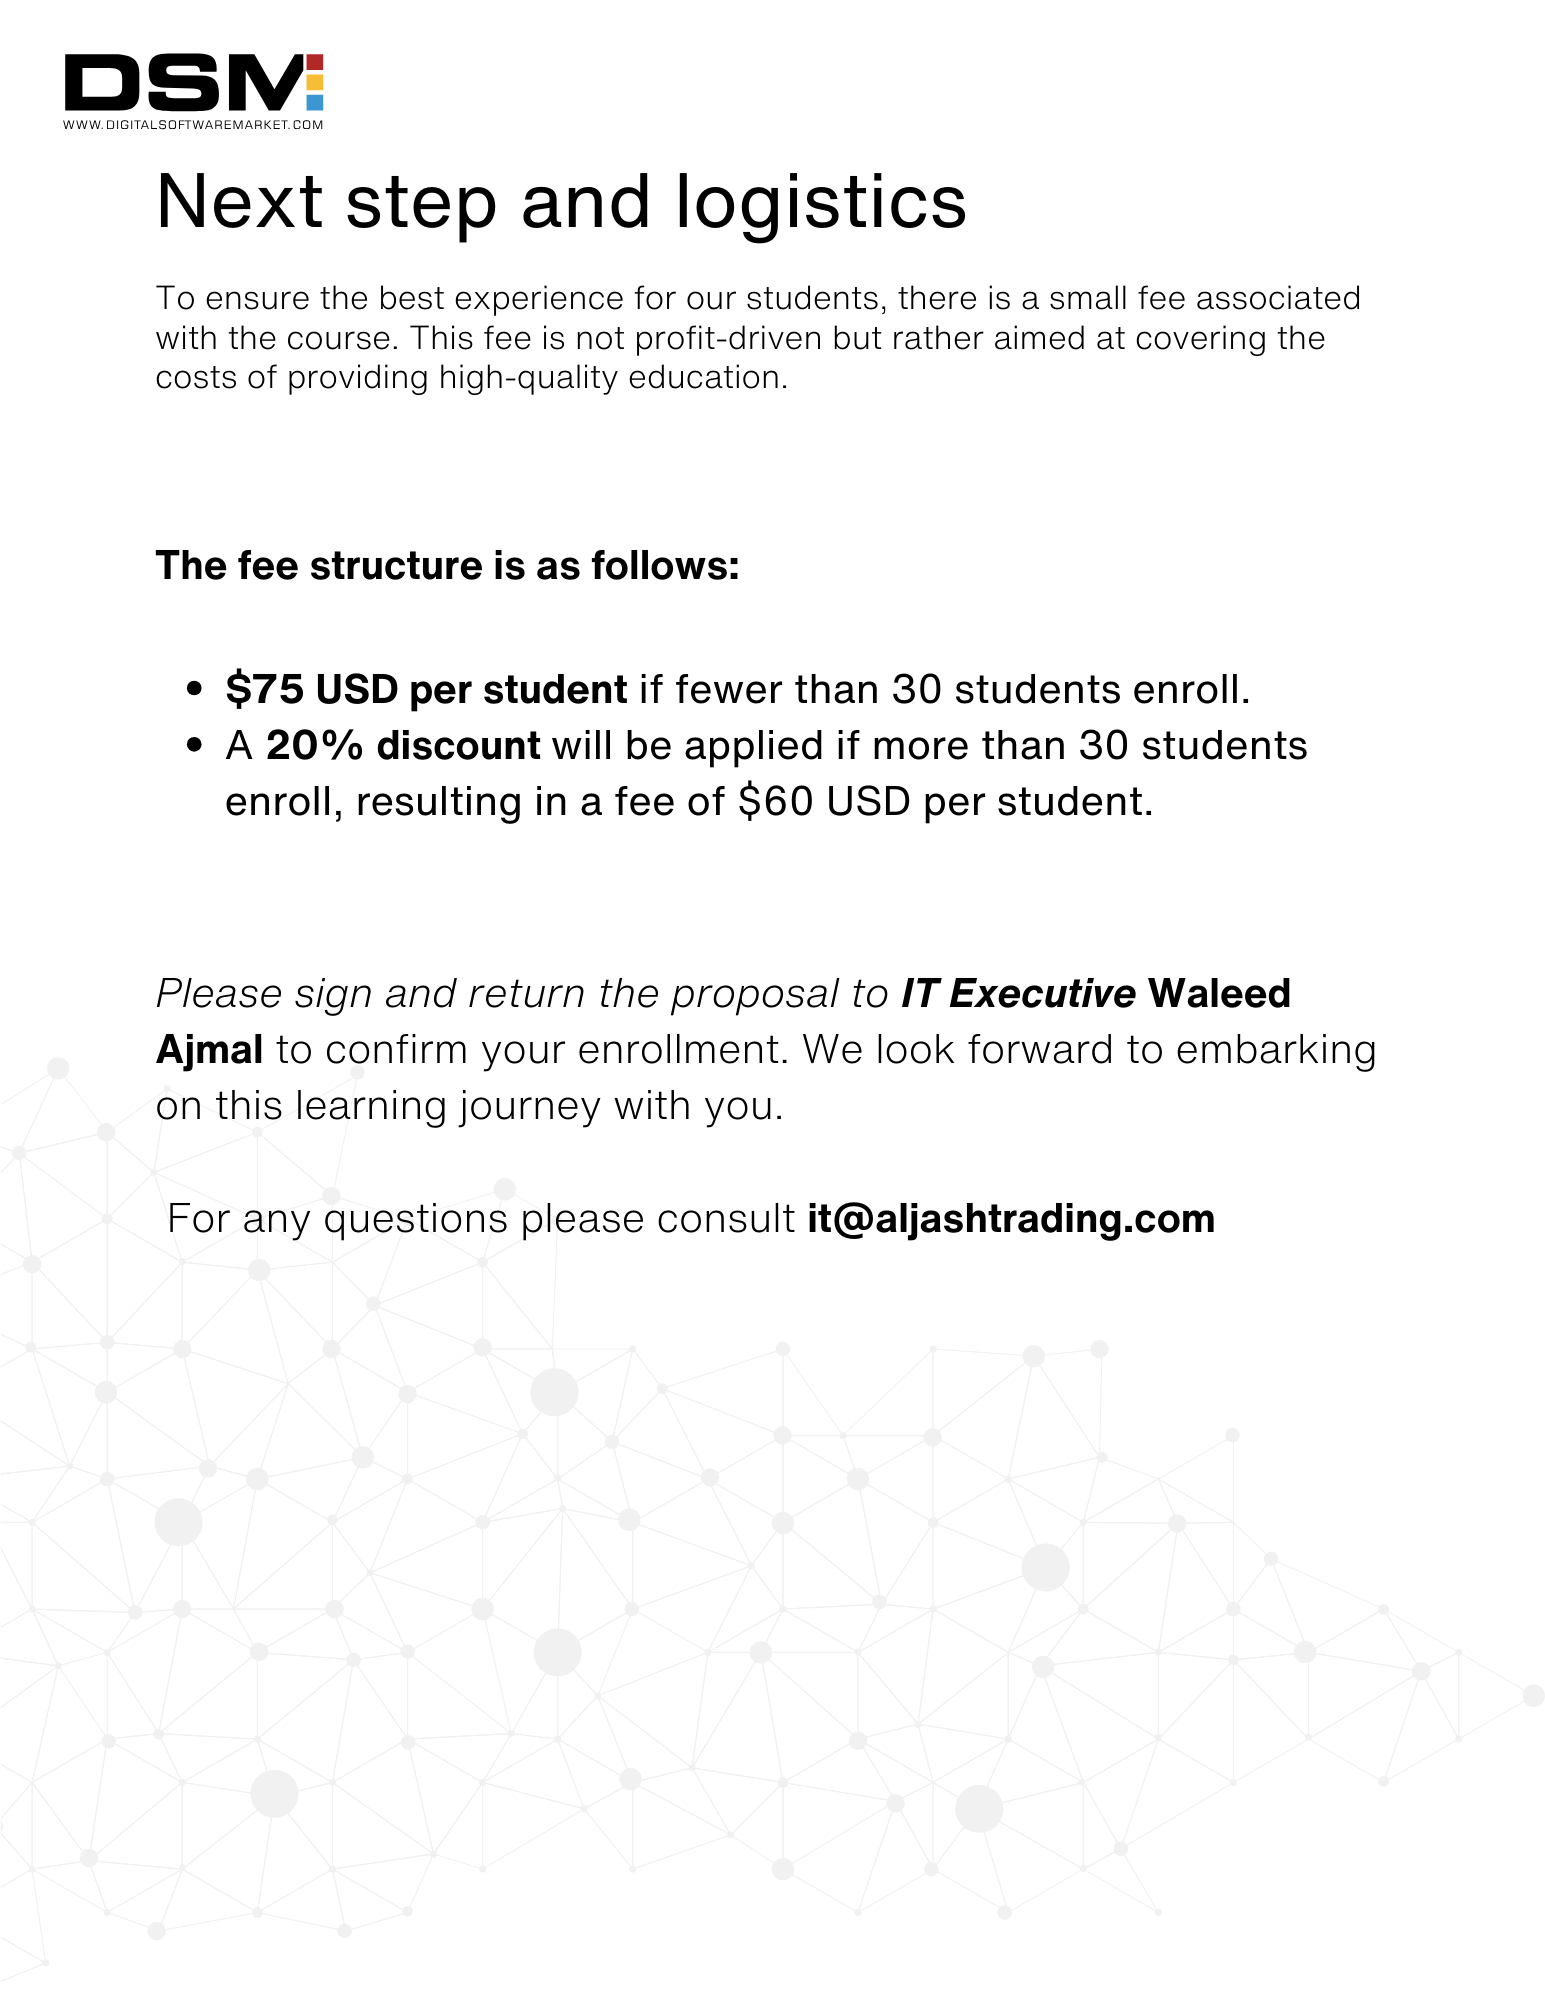 DSM
WWW.DIGITALSOFTWAREMARKET.COM
Next step and logistics
To ensure the best experience for our students, there is a small fee associated
with the course. This fee is not profit-driven but rather aimed at covering the
costs of providing high-quality education.
The fee structure is as follows:
• $75 USD per student if fewer than 30 students enroll.
• A 20% discount will be applied if more than 30 students
enroll, resulting in a fee of $60 USD per student.
Please sign and return the proposal to IT Executive Waleed
Ajmal to confirm your enrollment. We look forward to embarking
on this learning journey with you.
For any questions please consult it@aljashtrading.com